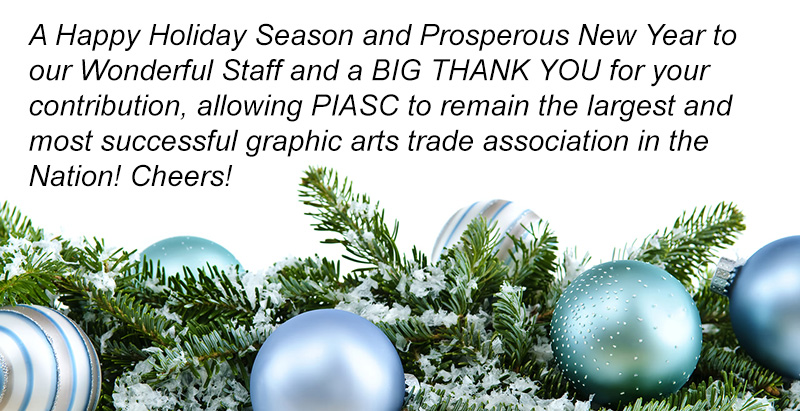 A Happy Holiday Season and Prosperous New Year to
our Wonderful Staff and a BIG THANK YOU for your
contribution, allowing PIASC to remain the largest and
most successful graphic arts trade association in the
Nation! Cheers!